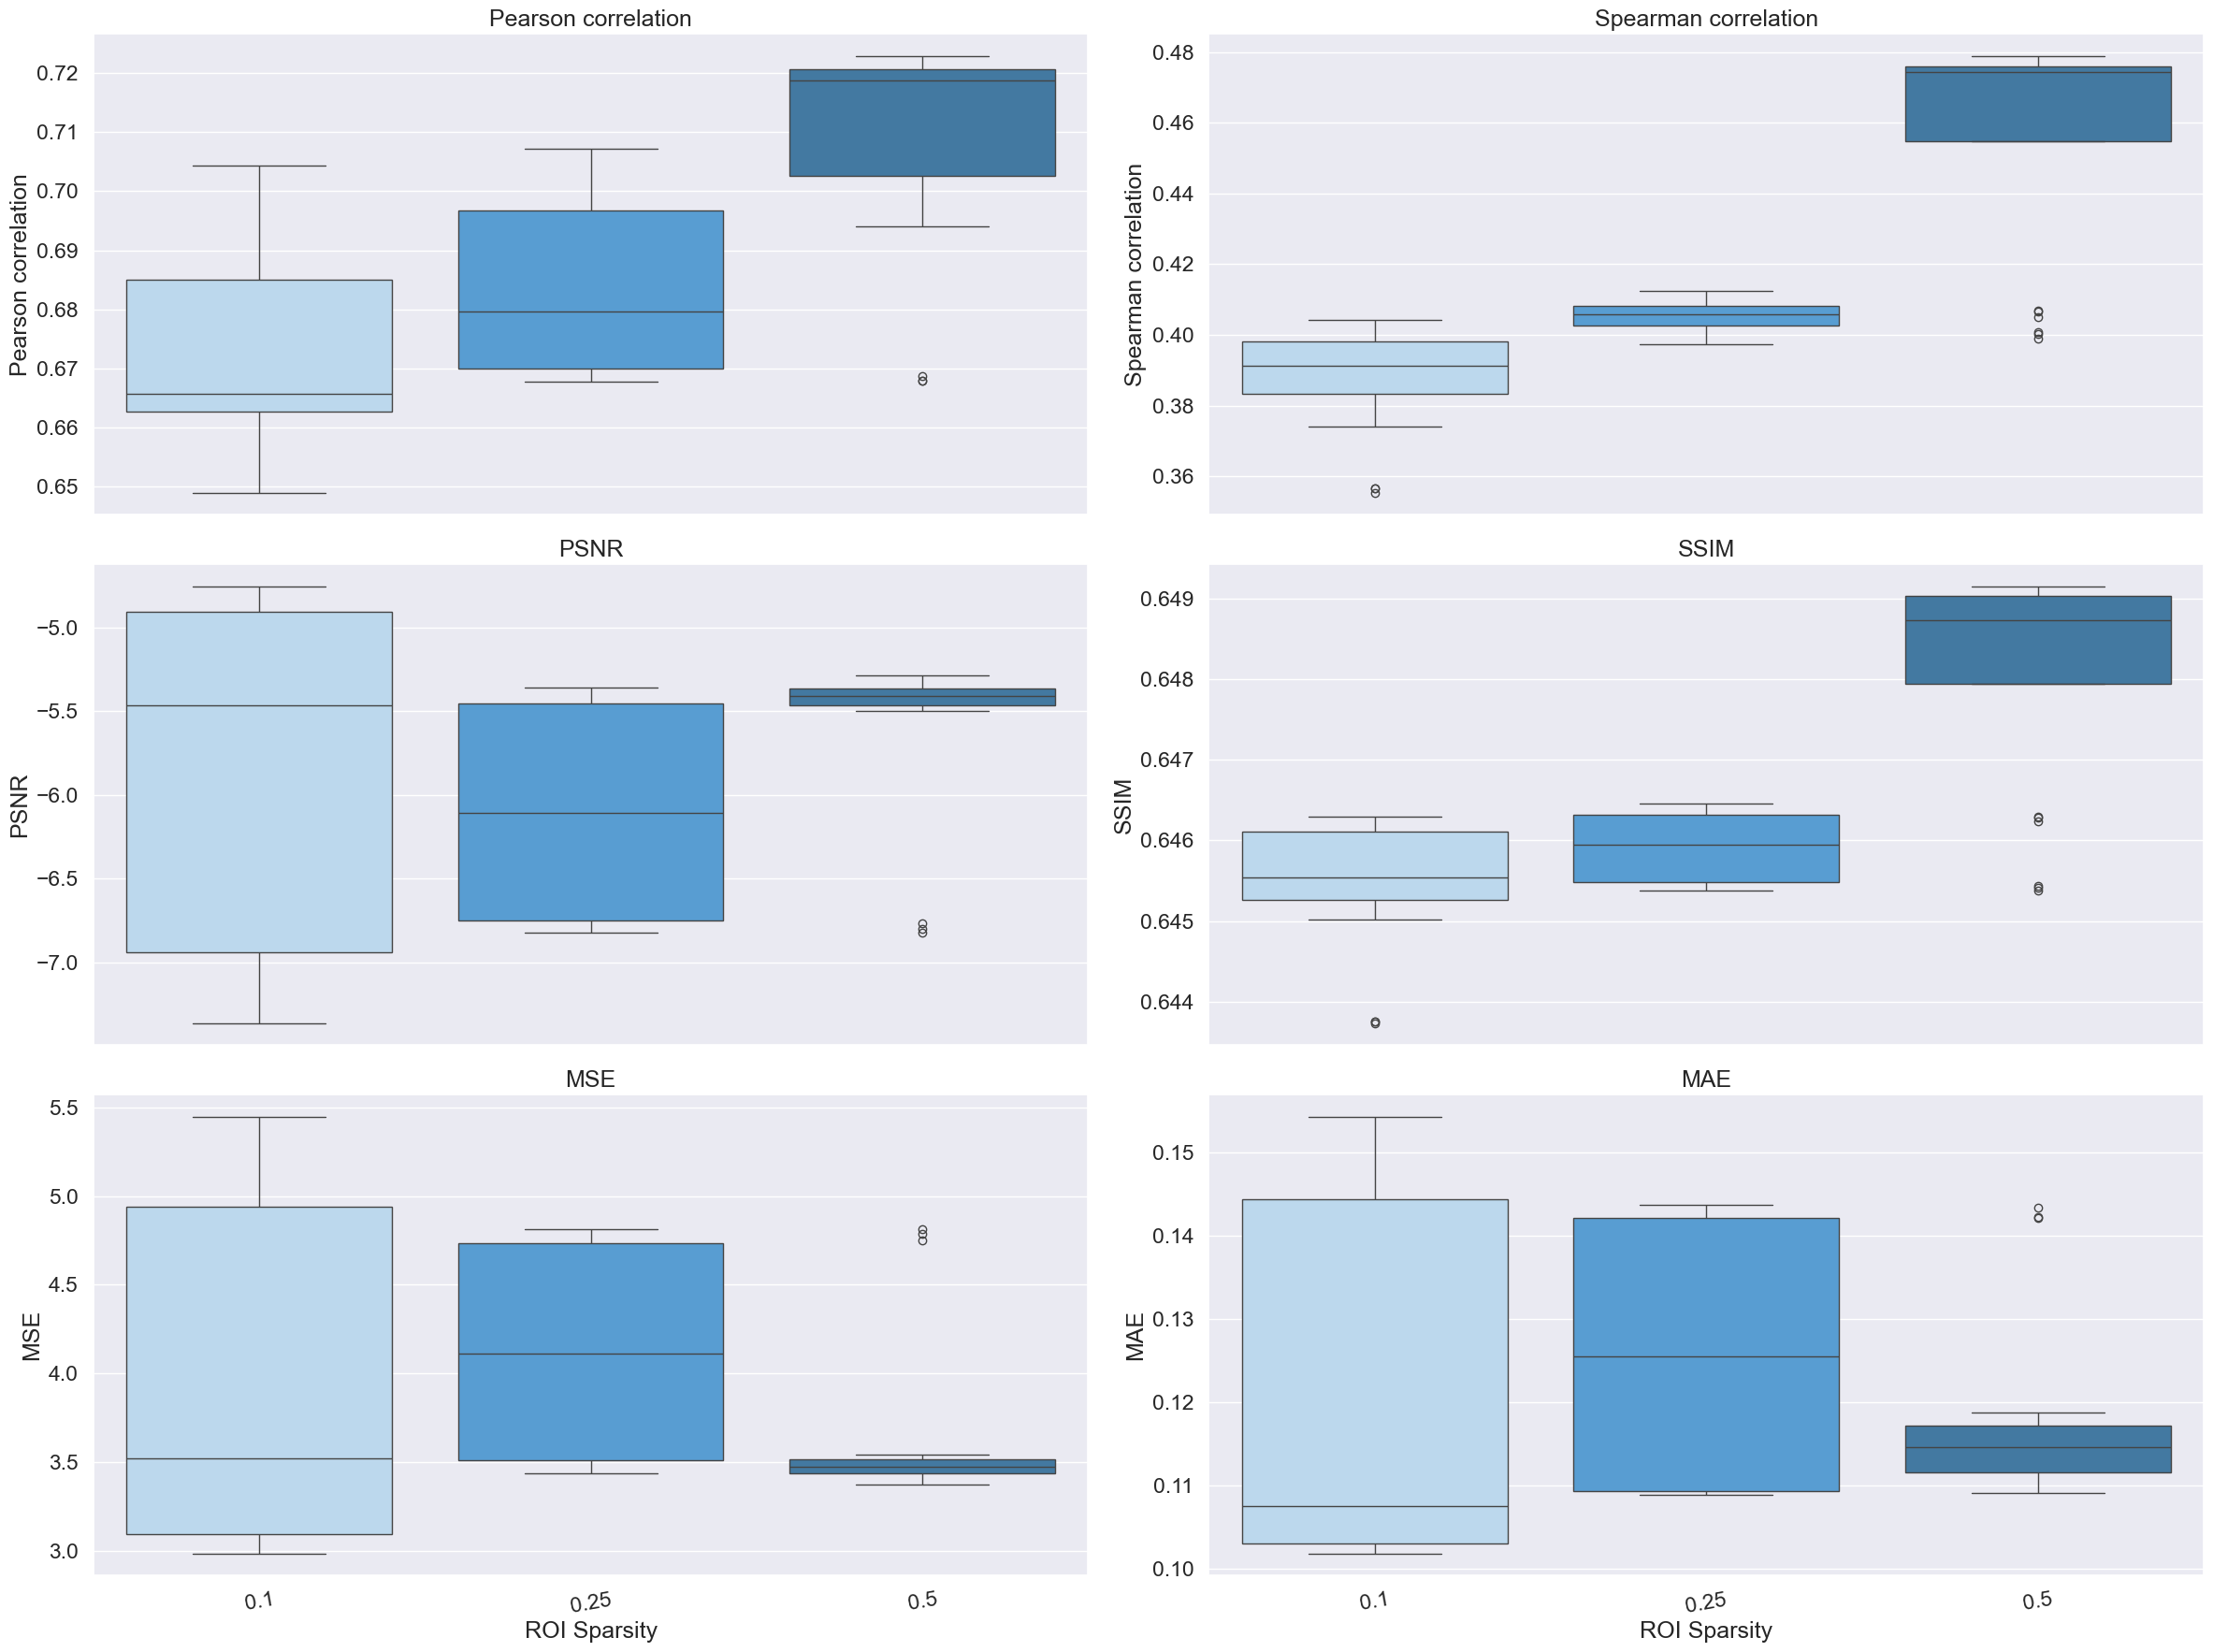 Pearson correlation
Pearson correlation
0.72
0.71
0.70
0.69
0.68
0.67
0.66
0.65
Spearman correlation
Spearman correlation
0.48
0.46
0.44
0.42
0.40
0.38
0.36
PSNR
PSNR
−5.0
−5.5
−6.0
−6.5
−7.0
SSIM
SSIM
0.649
0.648
0.647
0.646
0.645
0.644
MSE
MSE
5.5
5.0
4.5
4.0
3.5
3.0
0.1 0.25 0.5
ROI Sparsity
MAE
MAE
0.15
0.14
0.13
0.12
0.11
0.10
0.1 0.25 0.5
ROI Sparsity